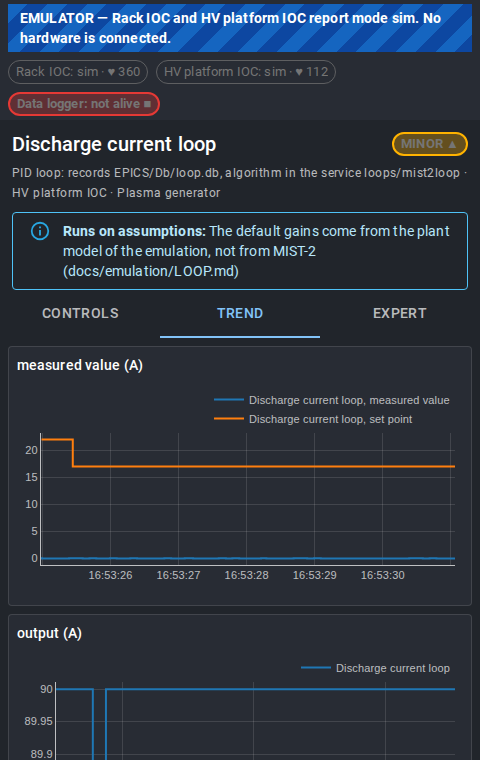 EMULATOR — Rack IOC and HV platform IOC report mode sim. No
hardware is connected.
Rack IOC: sim · ♥ 360
HV platform IOC: sim · ♥ 112
Data logger: not alive ■
Discharge current loop
MINOR ▲
PID loop: records EPICS/Db/loop.db, algorithm in the service loops/mist2loop ·
HV platform IOC · Plasma generator
Runs on assumptions: The default gains come from the plant
model of the emulation, not from MIST-2
(docs/emulation/LOOP.md)
CONTROLS
TREND
EXPERT
measured value (A)
Discharge current loop, measured value
Discharge current loop, set point
20
15
10
5
0
16:53:26
16:53:27
16:53:28
16:53:29
16:53:30
output (A)
Discharge current loop
90
89.95
89.9